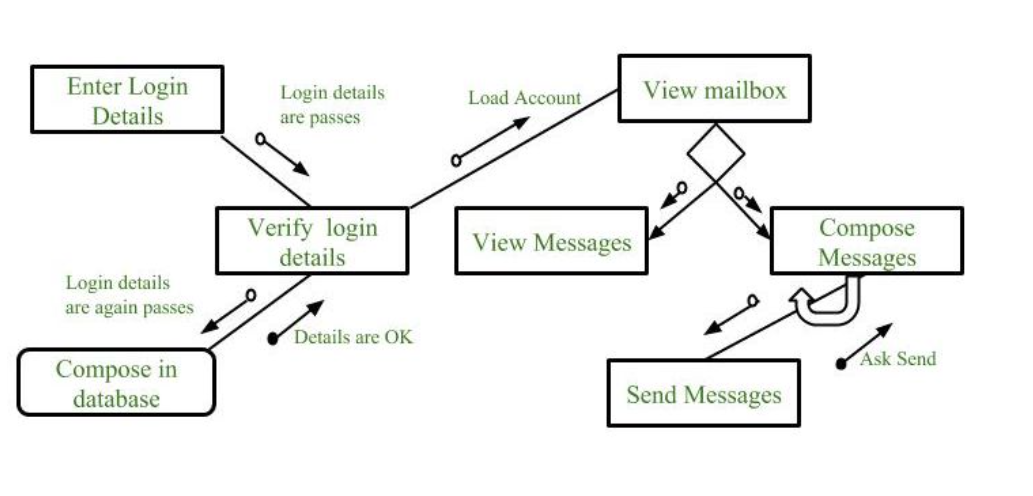 Enter Login
Details
Login details
are passes
Load Account
View mailbox
Verify login
details
View Messages
Compose
Messages
Login details
are again passes
Details are OK
Compose in
database
Ask Send
Send Messages